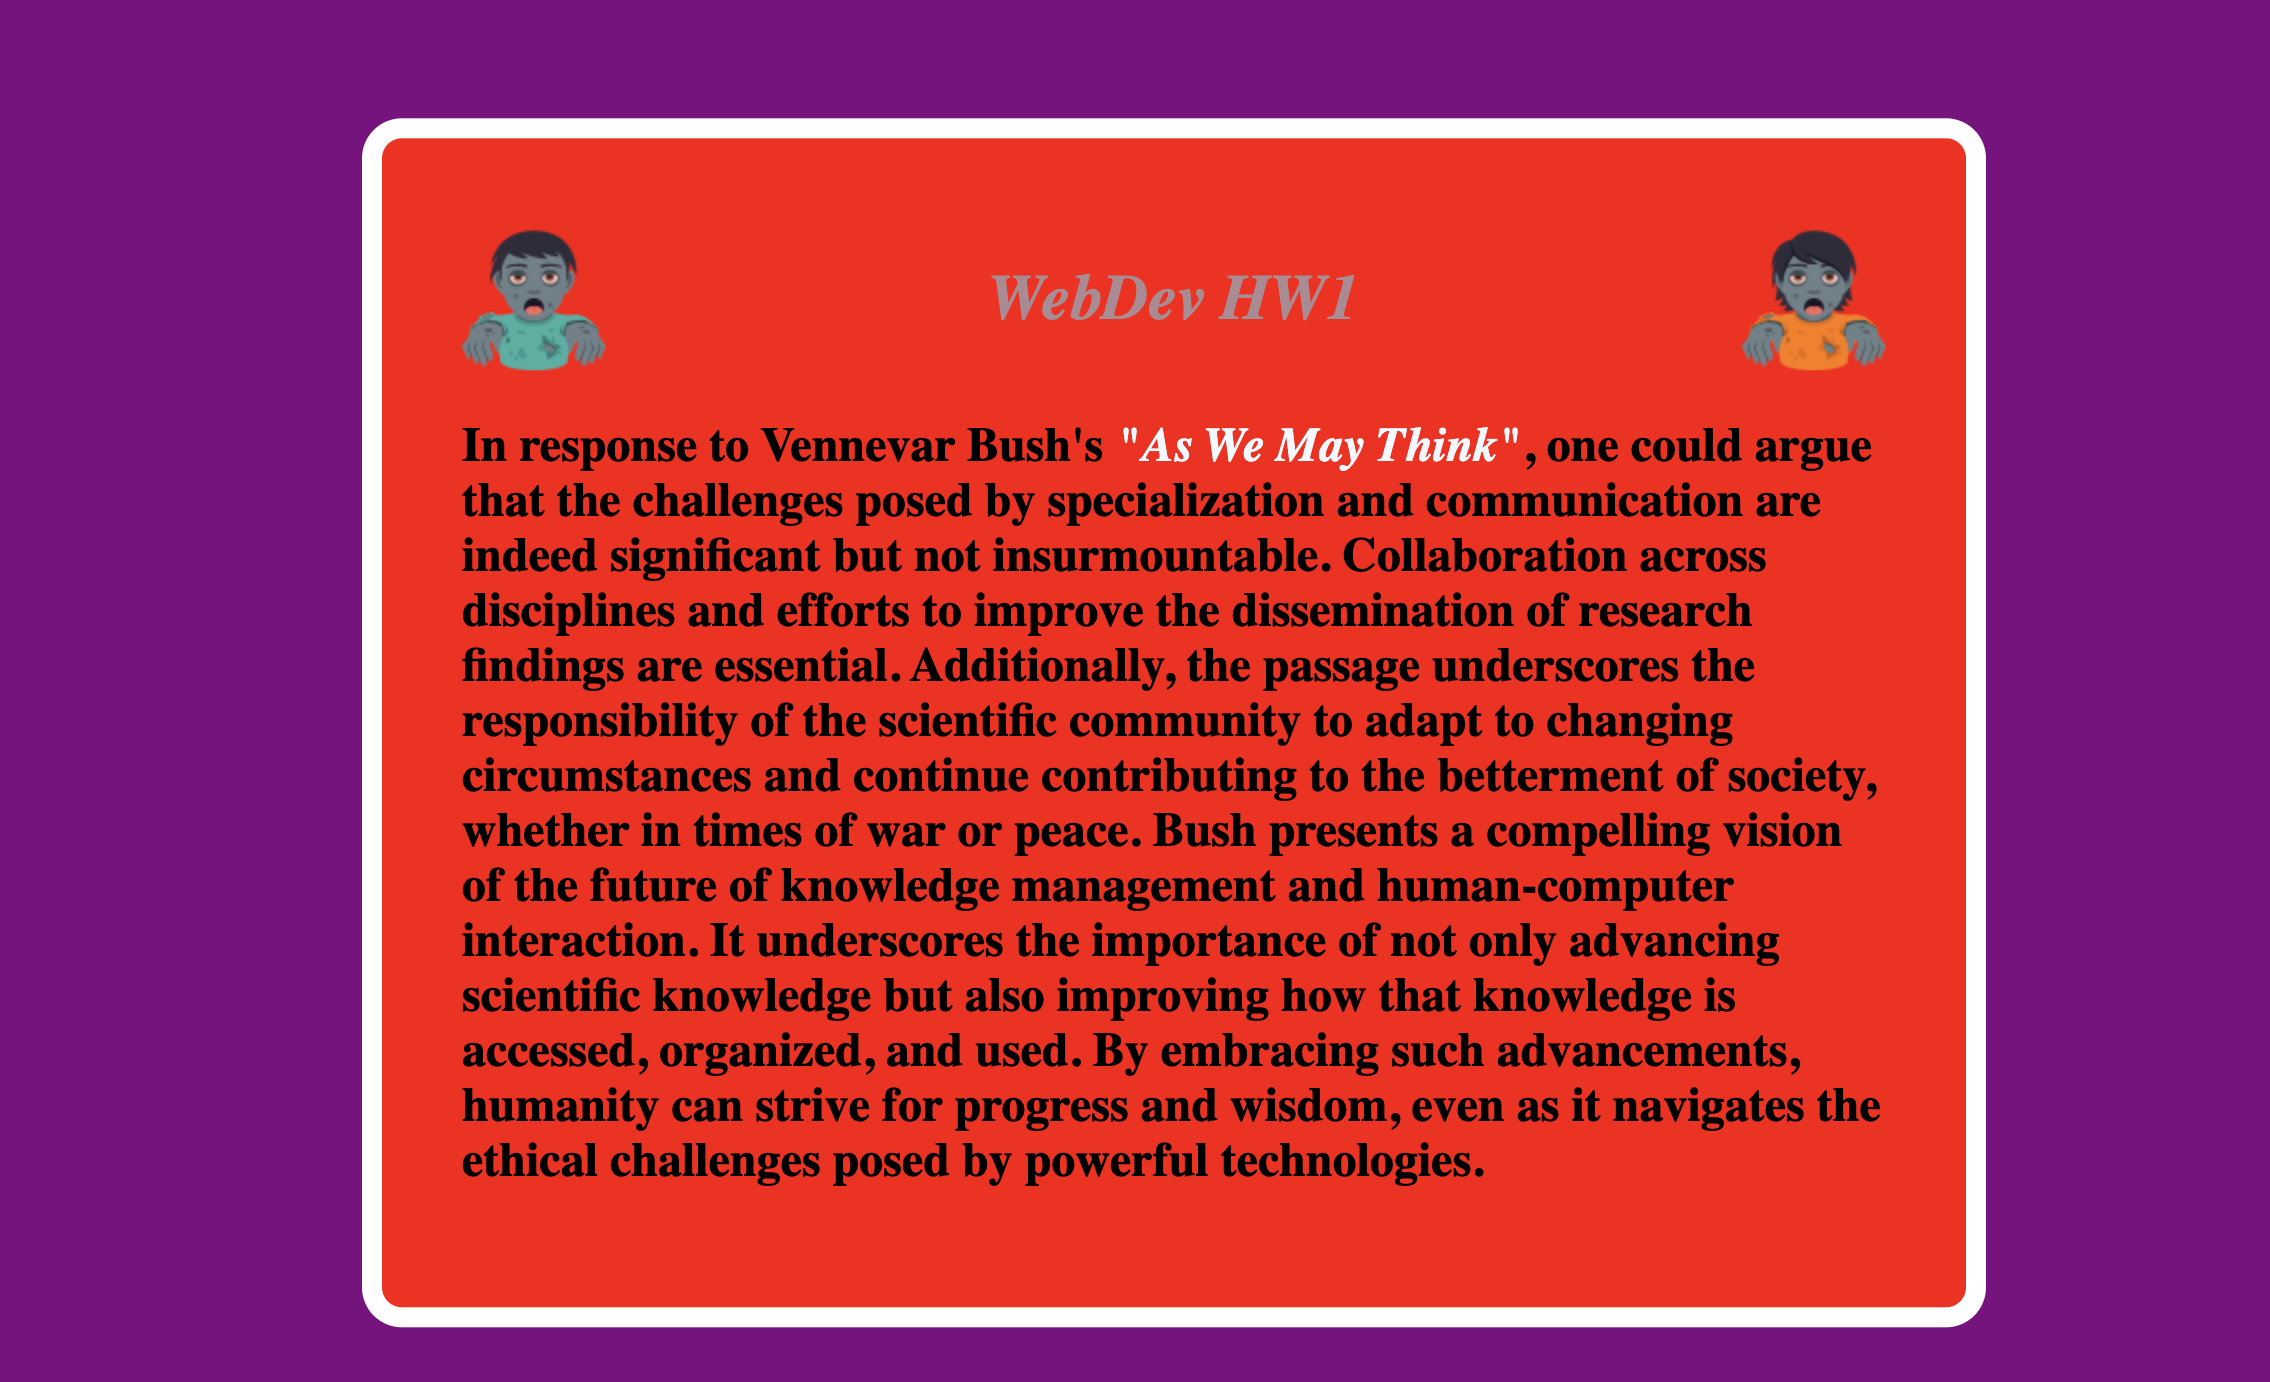 WebDev HW1
In response to Vennevar Bush's "As We May Think", one could argue
that the challenges posed by specialization and communication are
indeed significant but not insurmountable. Collaboration across
disciplines and efforts to improve the dissemination of research
findings are essential. Additionally, the passage underscores the
responsibility of the scientific community to adapt to changing
circumstances and continue contributing to the betterment of society,
whether in times of war or peace. Bush presents a compelling vision
of the future of knowledge management and human-computer
interaction. It underscores the importance of not only advancing
scientific knowledge but also improving how that knowledge is
accessed, organized, and used. By embracing such advancements,
humanity can strive for progress and wisdom, even as it navigates the
ethical challenges posed by powerful technologies.